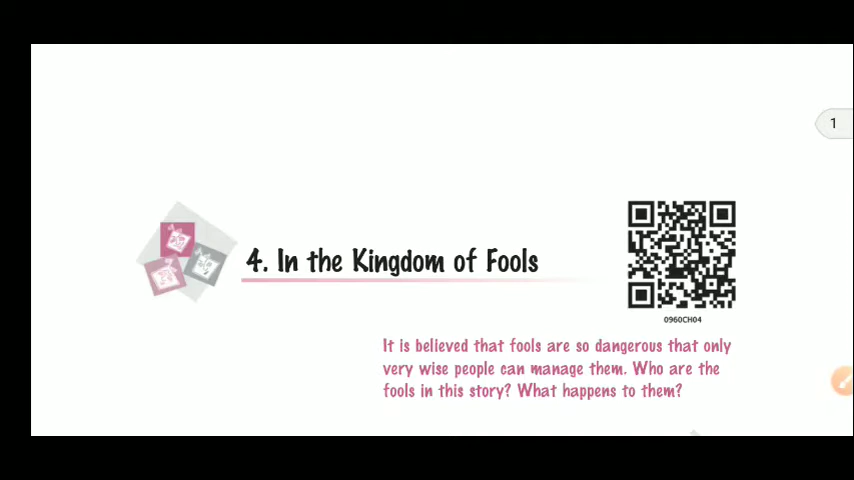 1
4. In the Kingdom of Fools
0960CH04
It is believed that fools are so dangerous that only
very wise people can manage them. Who are the
fools in this story? What happens to them?